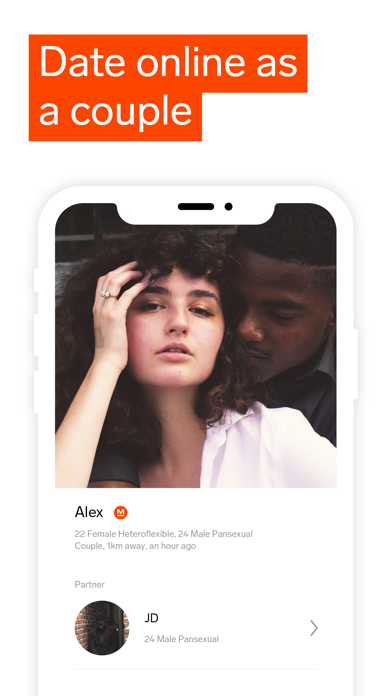 Date online as
a couple
Alex M
22 Female Heteroflexible, 24 Male Pansexual
Couple, 1km away, an hour ago
Partner
JD
24 Male Pansexual